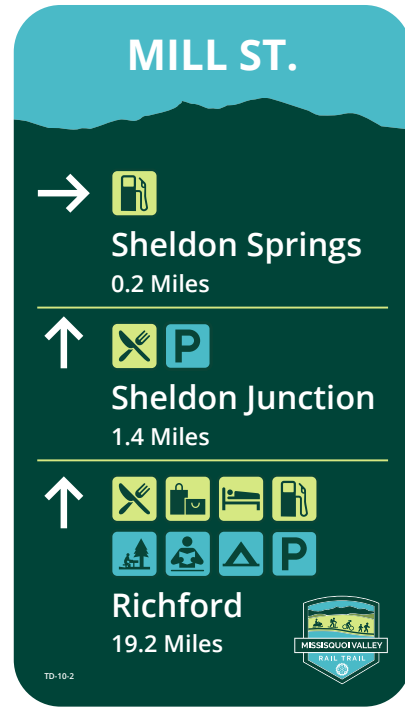 MILL ST.
Sheldon Springs
0.2 Miles
P
Sheldon Junction
1.4 Miles
P
Richford
19.2 Miles
MISSISQUOI VALLEY
RAIL TRAIL
TD-10-2